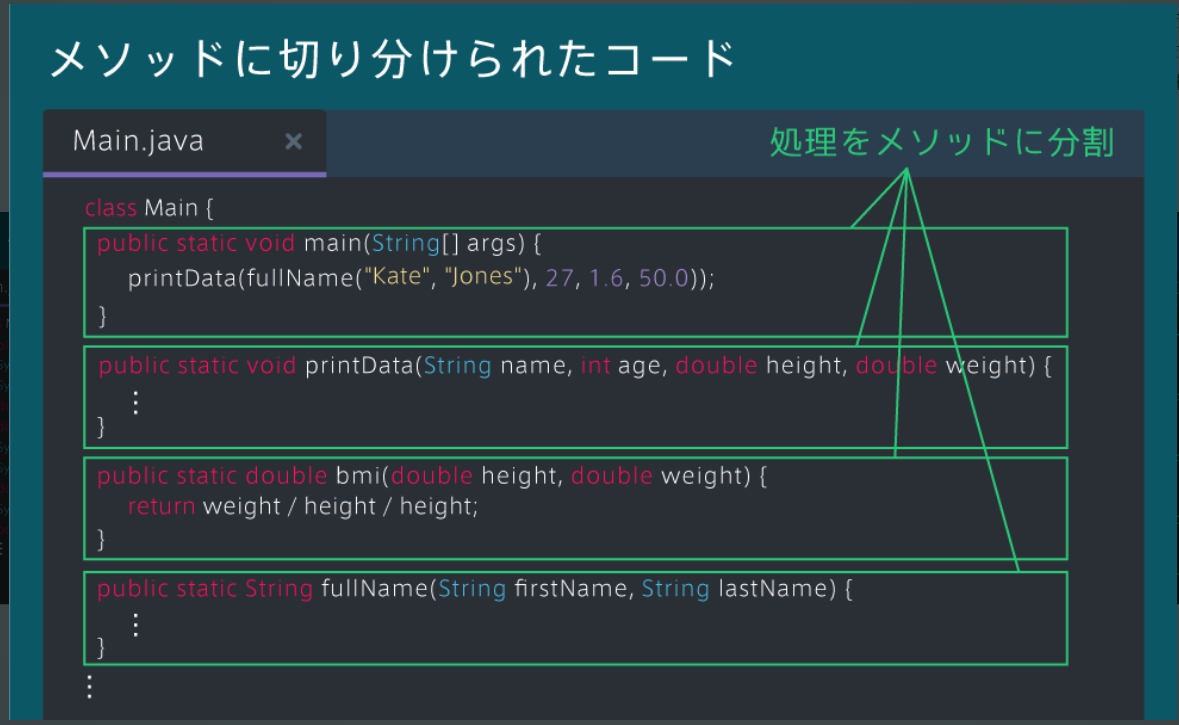 メソッドに切り分けられたコード
Main.java ×
処理をメソッドに分割
class Main {
public static void main(String[] args) {
printData(fullName("Kate", "Jones"), 27, 1.6, 50.0));
}
public static void printData(String name, int age, double height, double weight) {
⋮
}
public static double bmi(double height, double weight) {
return weight / height / height;
}
public static String fullName(String firstName, String lastName) {
⋮
}
⋮